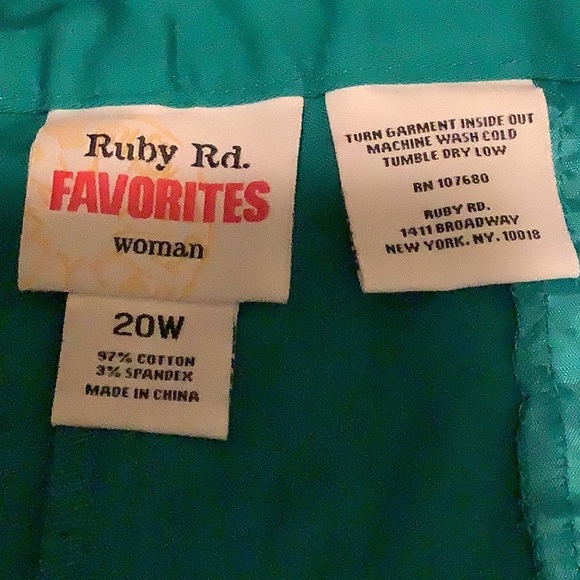 Ruby Rd.
FAVORITES
woman
20W
97% COTTON
3% SPANDEX
MADE IN CHINA
TURN GARMENT INSIDE OUT
MACHINE WASH COLD
TUMBLE DRY LOW
RN 107680
RUBY RD.
1411 BROADWAY
NEW YORK, NY. 10018